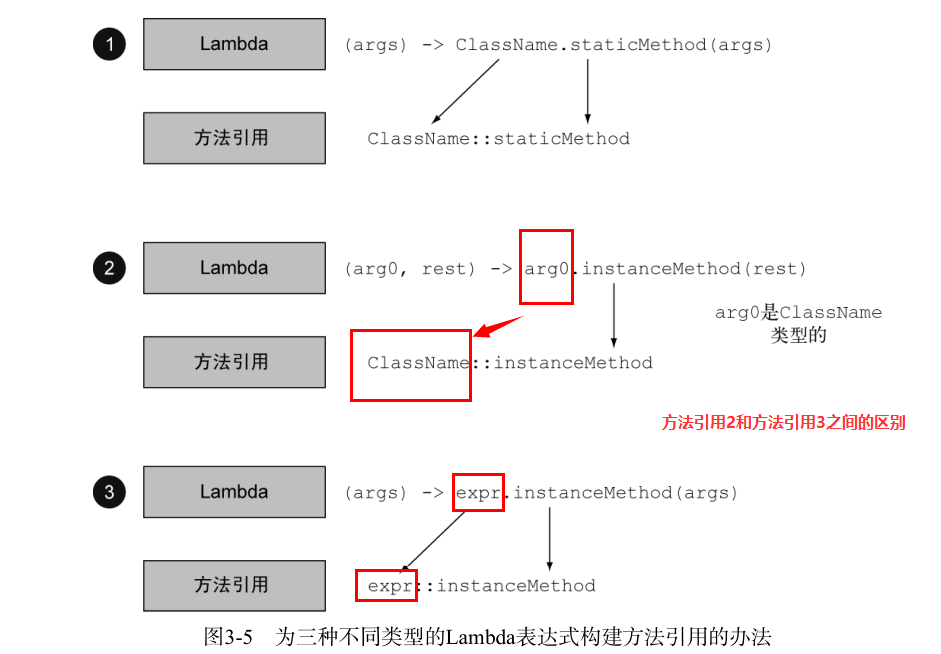 1 Lambda (args) -> ClassName.staticMethod(args)
方法引用 ClassName::staticMethod
2 Lambda (arg0, rest) -> arg0.instanceMethod(rest)
arg0是ClassName
类型的
方法引用 ClassName::instanceMethod
方法引用2和方法引用3之间的区别
3 Lambda (args) -> expr.instanceMethod(args)
方法引用 expr::instanceMethod
图3-5 为三种不同类型的Lambda表达式构建方法引用的办法